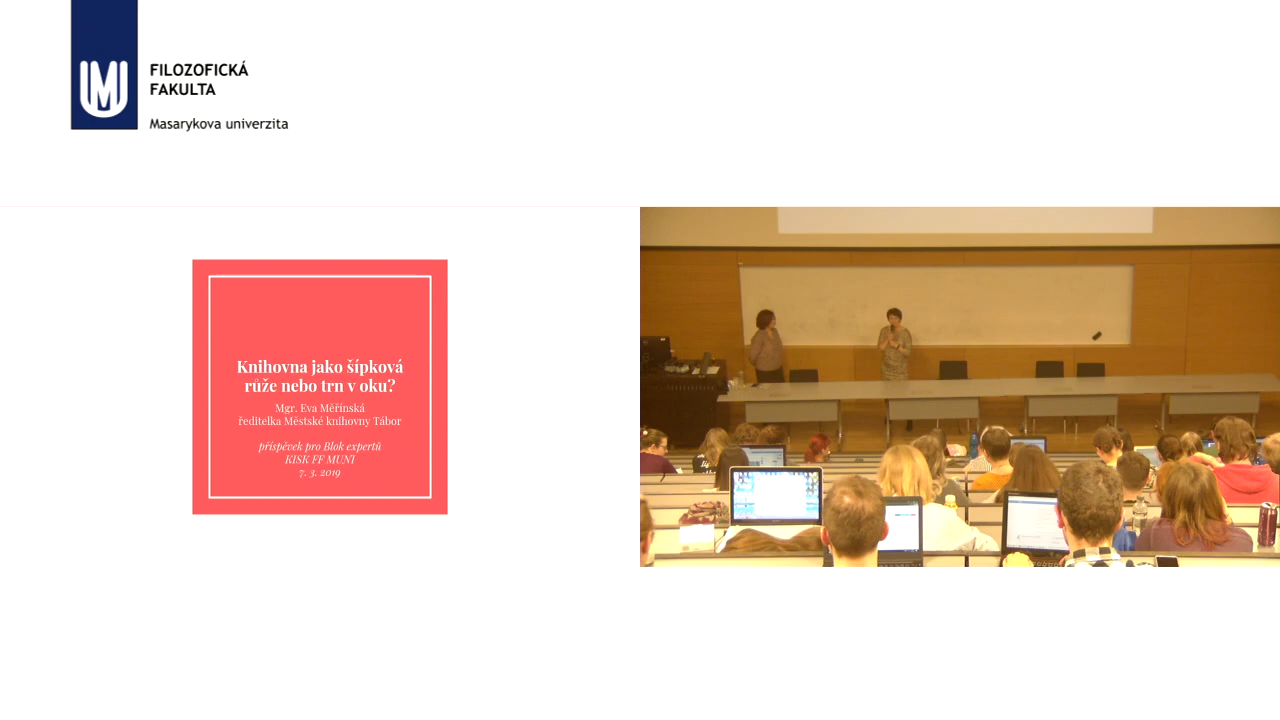 FILOZOFICKÁ
FAKULTA
Masarykova univerzita
Knihovna jako šípková
růže nebo trn v oku?
Mgr. Eva Měřínská
ředitelka Městské knihovny Tábor
příspěvek pro Blok expertů
KISK FF MUNI
7. 3. 2019